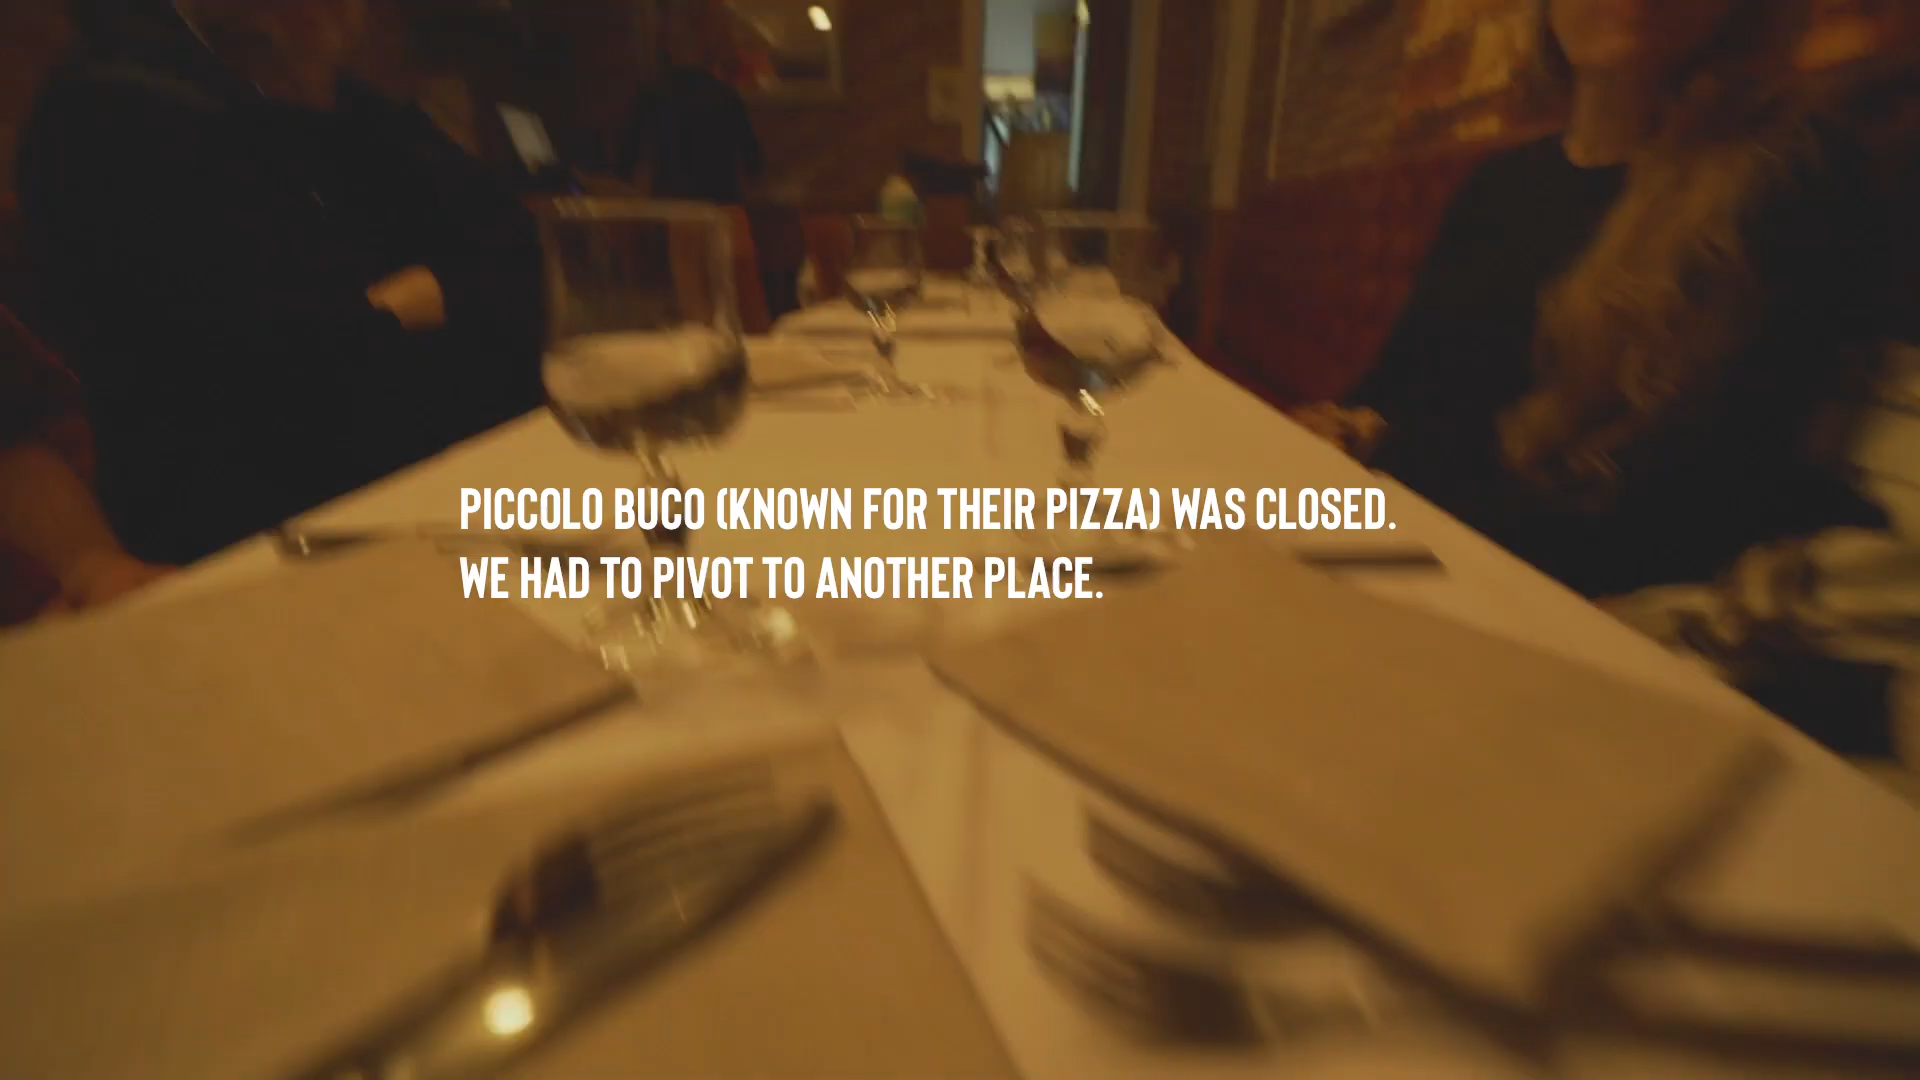 PICCOLO BUCO (KNOWN FOR THEIR PIZZA) WAS CLOSED.
WE HAD TO PIVOT TO ANOTHER PLACE.